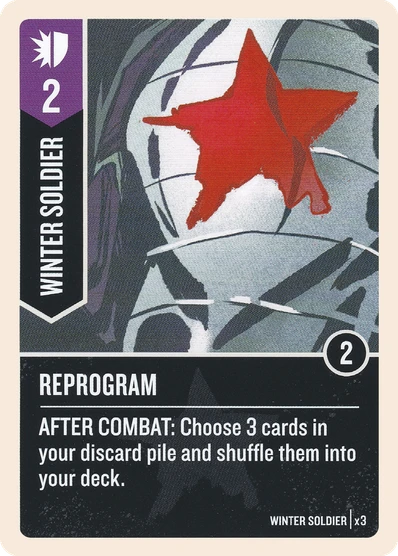 2
WINTER SOLDIER
2
REPROGRAM
AFTER COMBAT: Choose 3 cards in
your discard pile and shuffle them into
your deck.
WINTER SOLDIER | x3